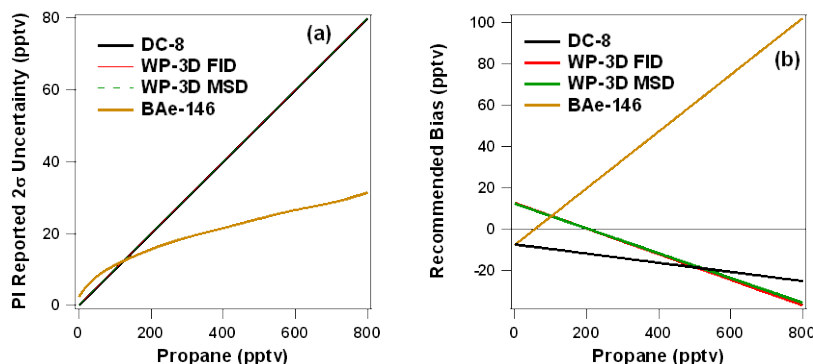 (a)
DC-8
WP-3D FID
WP-3D MSD
BAe-146
PI Reported 2σ Uncertainty (pptv)
80
60
40
20
0
0 200 400 600 800
Propane (pptv)
(b)
DC-8
WP-3D FID
WP-3D MSD
BAe-146
Recommended Bias (pptv)
100
80
60
40
20
0
-20
0 200 400 600 800
Propane (pptv)